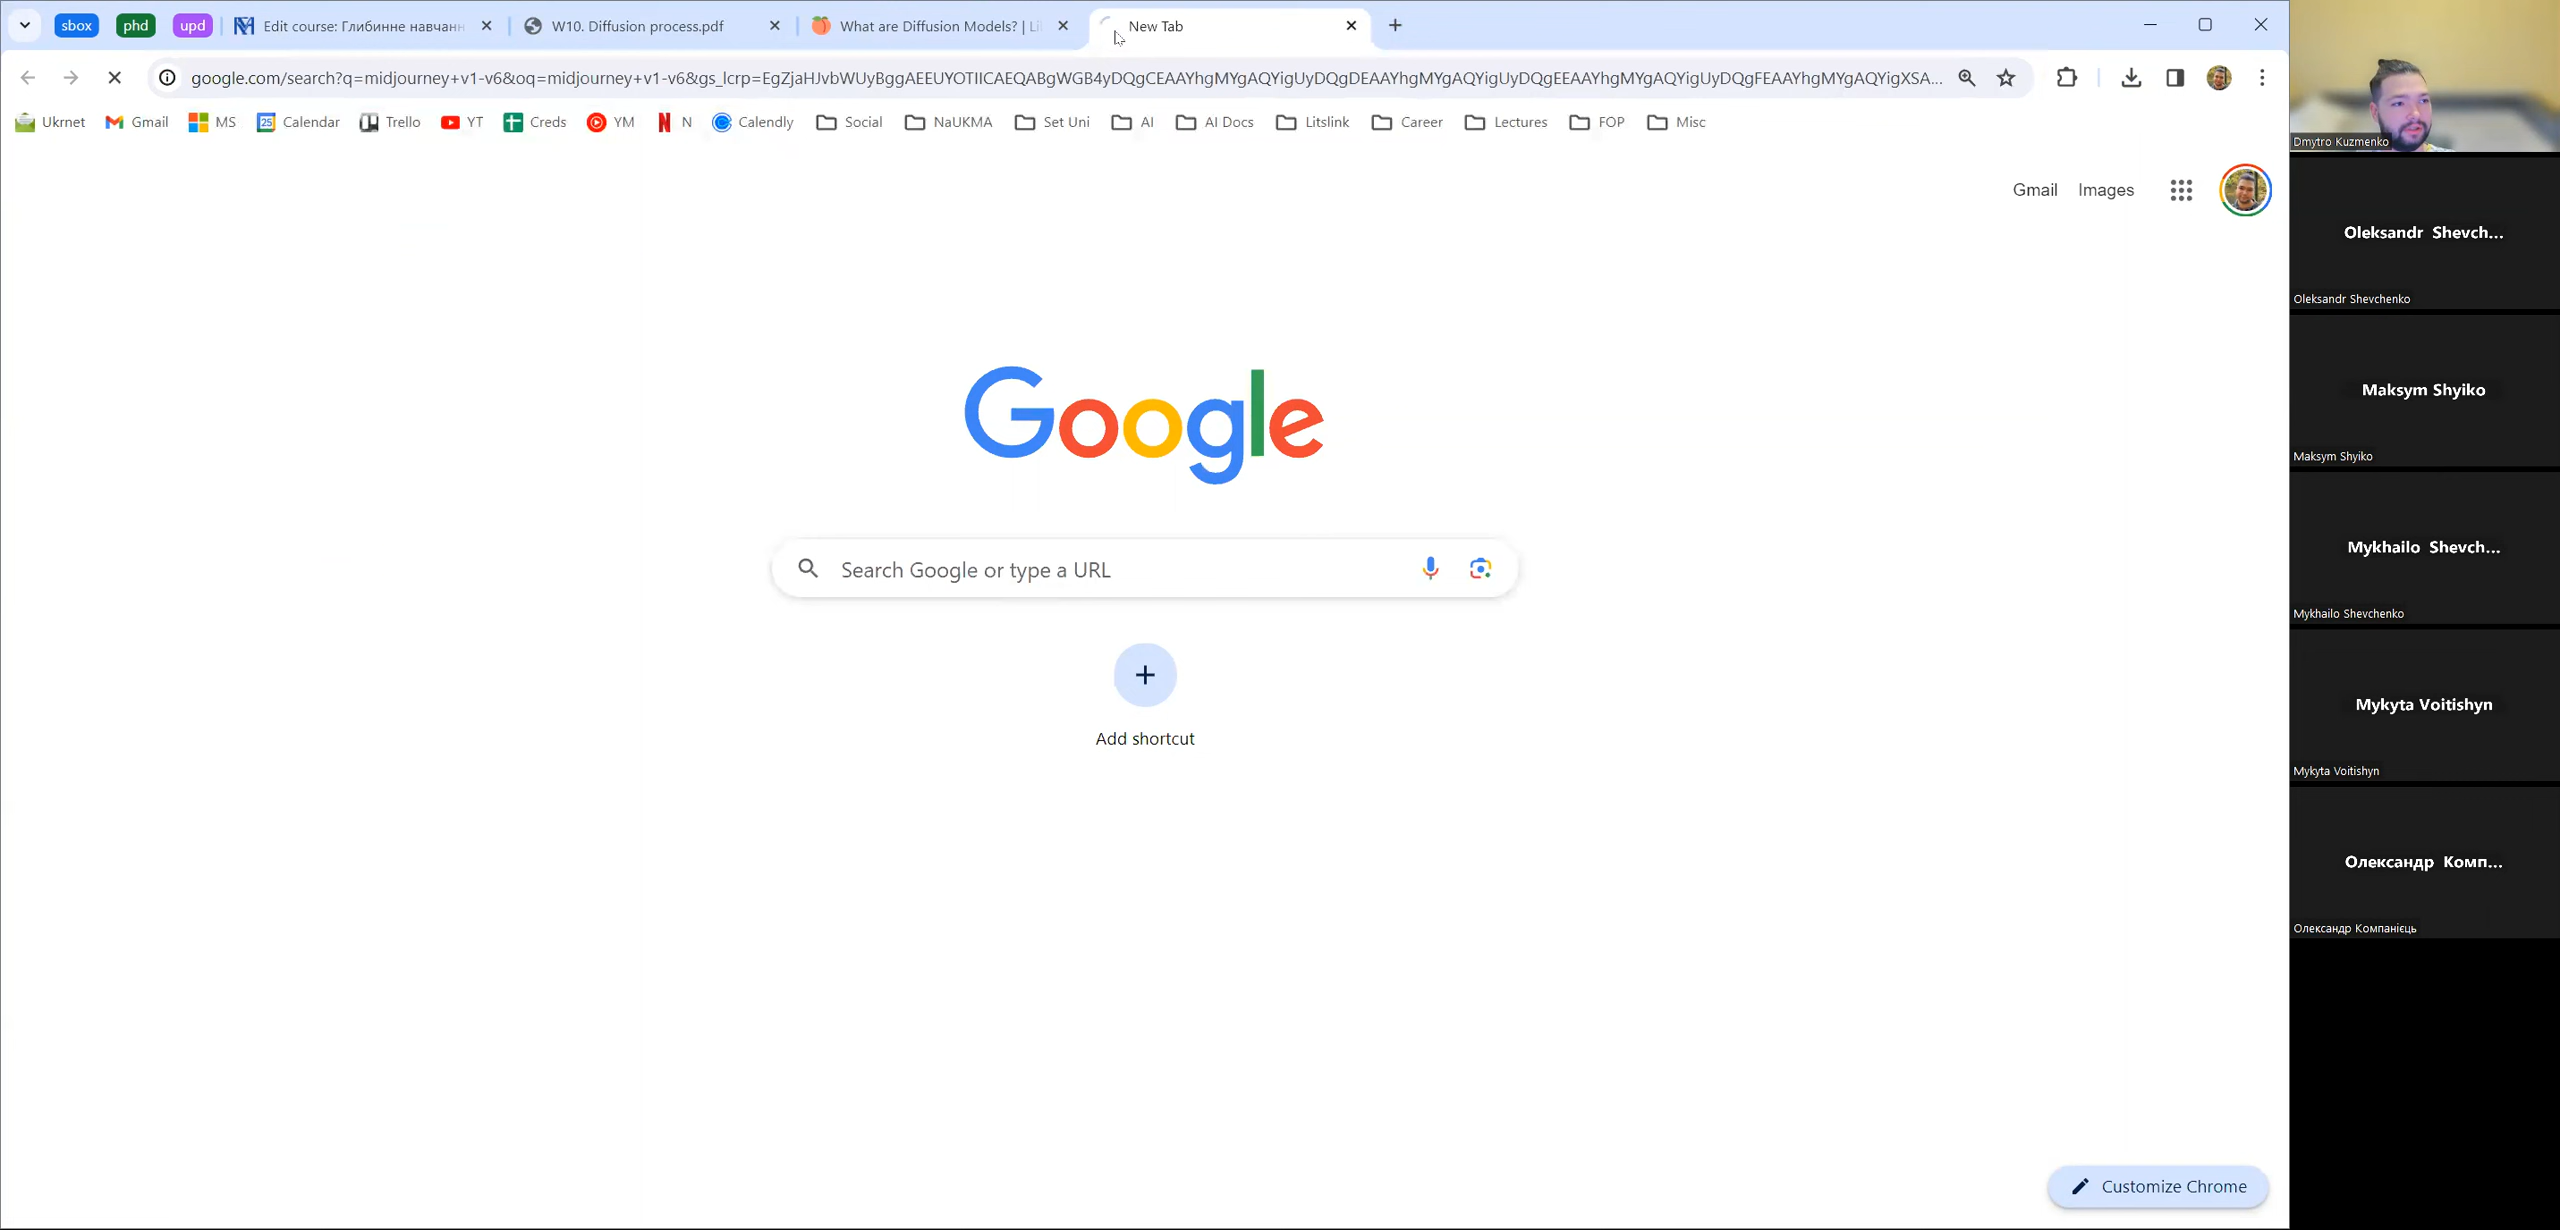 sbox
phd
upd
Edit course: Глибинне навчанн
W10. Diffusion process.pdf
What are Diffusion Models? | Lil
New Tab
google.com/search?q=midjourney+v1-v6&oq=midjourney+v1-v6&gs_lcrp=EgZjaHJvbWUyBggAEEUYOTIICAEQABgWGB4yDQgCEAAYhgMYgAQYigUyDQgDEAAYhgMYgAQYigUyDQgEEAAYhgMYgAQYigUyDQgFEAAYhgMYgAQYigXSA...
Ukrnet
Gmail
MS
Calendar
Trello
YT
Creds
YM
N
Calendly
Social
NaUKMA
Set Uni
AI
AI Docs
Litslink
Career
Lectures
FOP
Misc
Gmail
Images
Google
Search Google or type a URL
Add shortcut
Customize Chrome
Dmytro Kuzmenko
Oleksandr Shevch...
Oleksandr Shevchenko
Maksym Shyiko
Maksym Shyiko
Mykhailo Shevch...
Mykhailo Shevchenko
Mykyta Voitishyn
Mykyta Voitishyn
Олександр Комп...
Олександр Компанієць